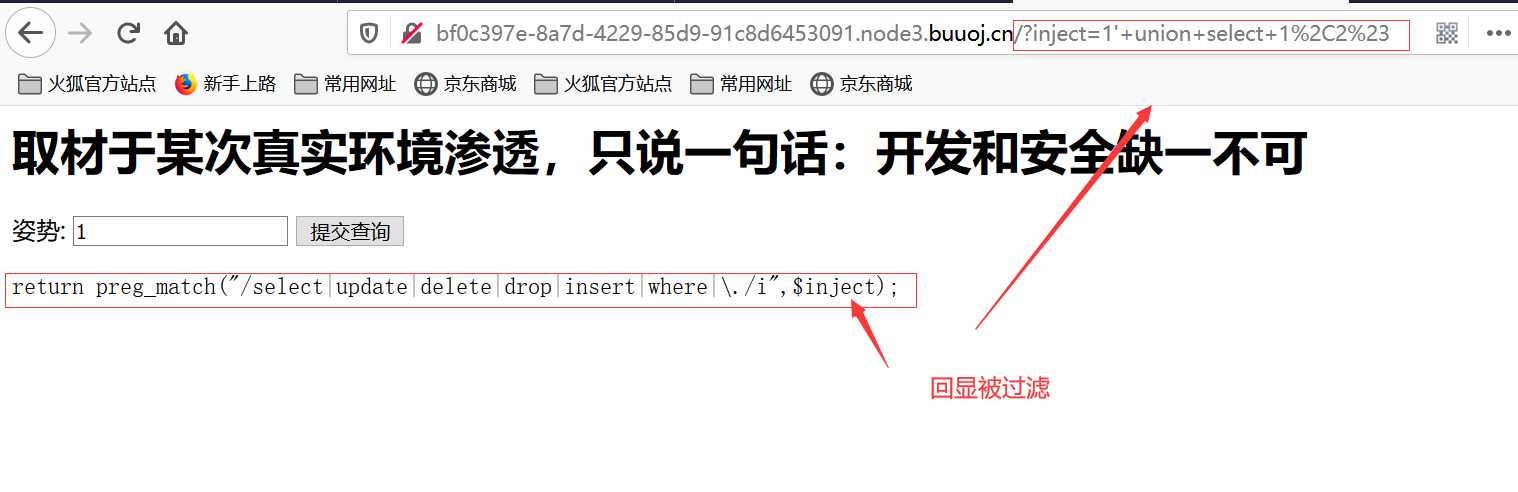 bf0c397e-8a7d-4229-85d9-91c8d6453091.node3.buuoj.cn/?inject=1'+union+select+1%2C2%23
火狐官方站点 新手上路 常用网址 京东商城 火狐官方站点 常用网址 京东商城
取材于某次真实环境渗透，只说一句话：开发和安全缺一不可
姿势: 1 提交查询
return preg_match("/select|update|delete|drop|insert|where|\./i",$inject);
回显被过滤